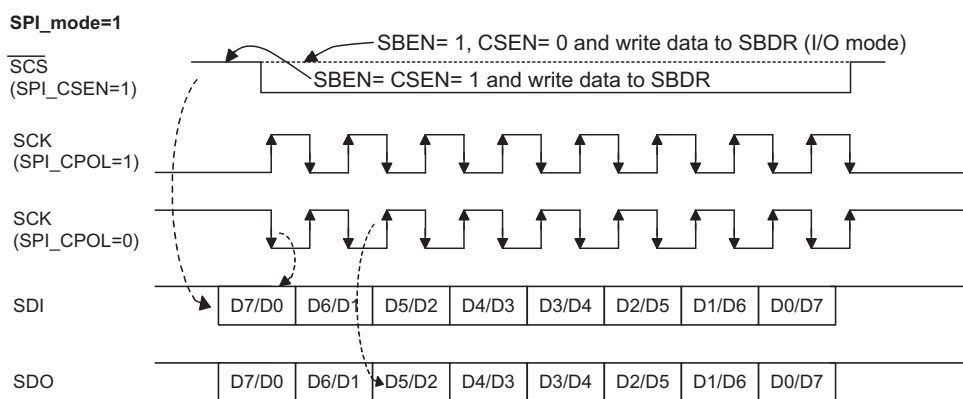 SPI_mode=1
SBEN= 1, CSEN= 0 and write data to SBDR (I/O mode)
SCS
(SPI_CSEN=1)
SBEN= CSEN= 1 and write data to SBDR
SCK
(SPI_CPOL=1)
SCK
(SPI_CPOL=0)
SDI D7/D0 D6/D1 D5/D2 D4/D3 D3/D4 D2/D5 D1/D6 D0/D7
SDO D7/D0 D6/D1 D5/D2 D4/D3 D3/D4 D2/D5 D1/D6 D0/D7